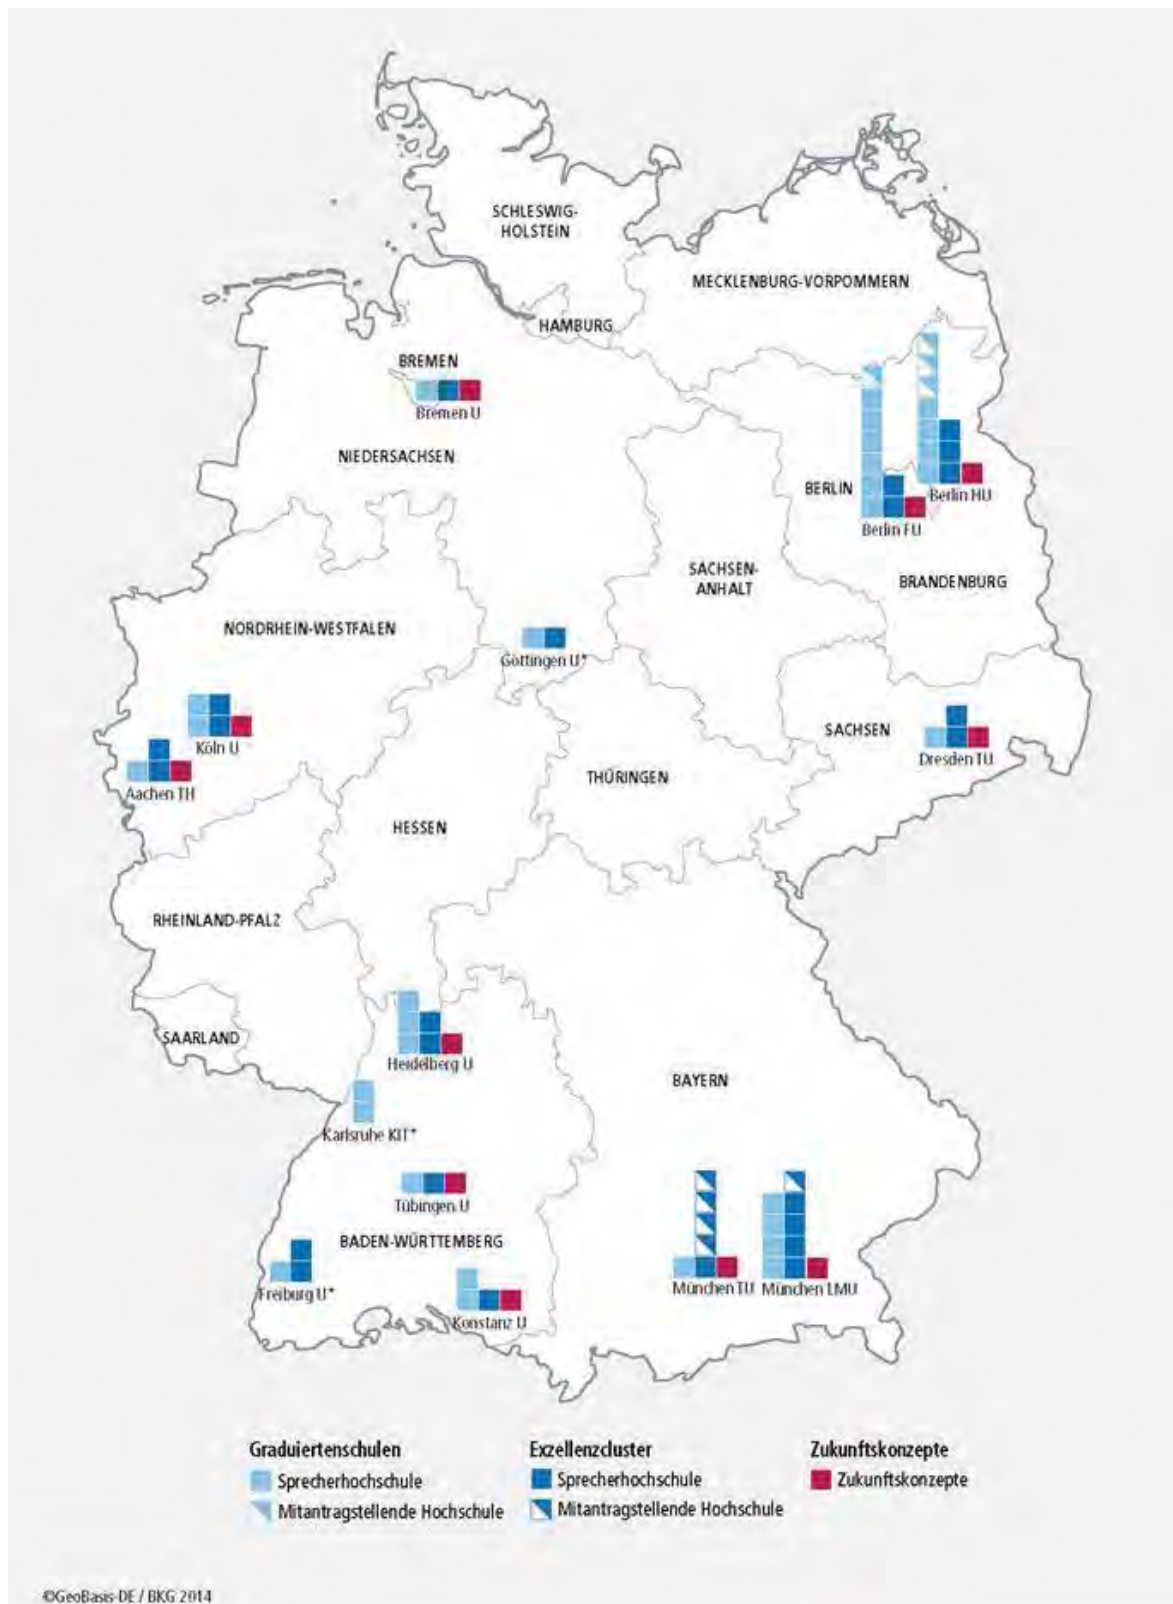 SCHLESWIG-
HOLSTEIN
MECKLENBURG-VORPOMMERN
HAMBURG
BREMEN
Bremen U
NIEDERSACHSEN
BERLIN
Berlin HU
Berlin FU
SACHSEN-
ANHALT
BRANDENBURG
NORDRHEIN-WESTFALEN
Göttingen U*
Köln U
SACHSEN
Dresden TU
Aachen TH
THÜRINGEN
HESSEN
RHEINLAND-PFALZ
SAARLAND
Heidelberg U
BAYERN
Karlsruhe KIT*
Tübingen U
BADEN-WÜRTTEMBERG
Freiburg U*
München TU
München LMU
Konstanz U
Graduiertenschulen
Sprecherhochschule
Mitantragstellende Hochschule
Exzellenzcluster
Sprecherhochschule
Mitantragstellende Hochschule
Zukunftskonzepte
Zukunftskonzepte
©GeoBasis-DE / BKG 2014